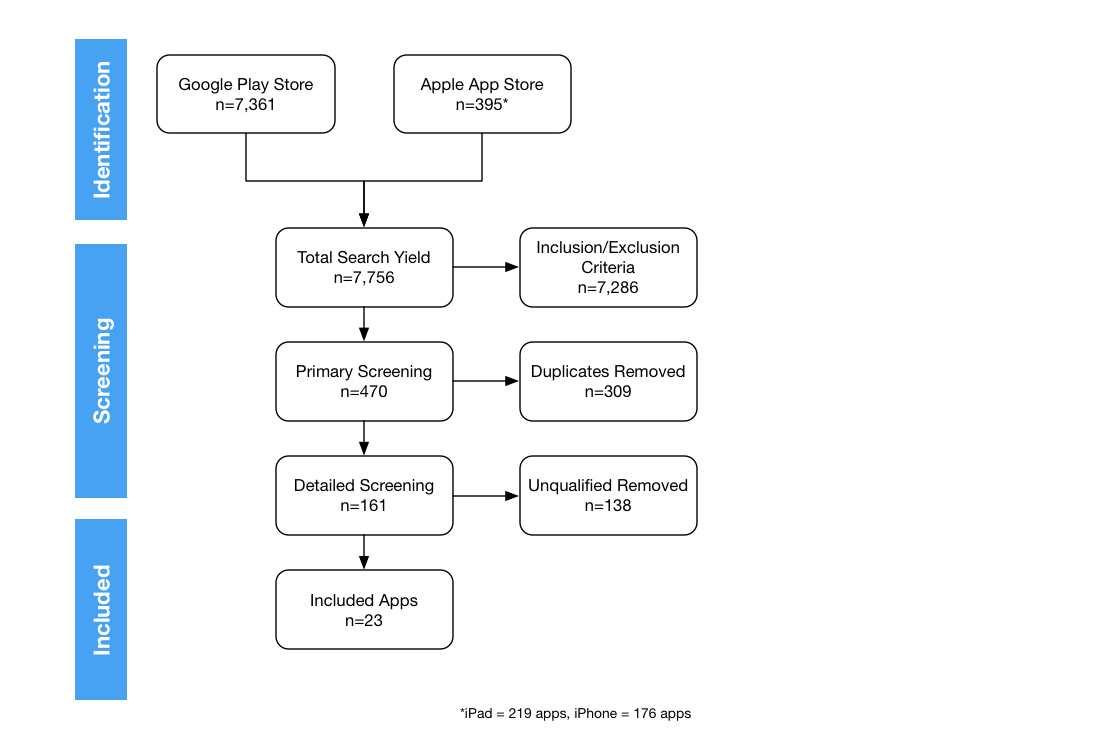 Identification
Google Play Store
n=7,361
Apple App Store
n=395*
Screening
Total Search Yield
n=7,756
Inclusion/Exclusion
Criteria
n=7,286
Primary Screening
n=470
Duplicates Removed
n=309
Detailed Screening
n=161
Unqualified Removed
n=138
Included
Included Apps
n=23
*iPad = 219 apps, iPhone = 176 apps